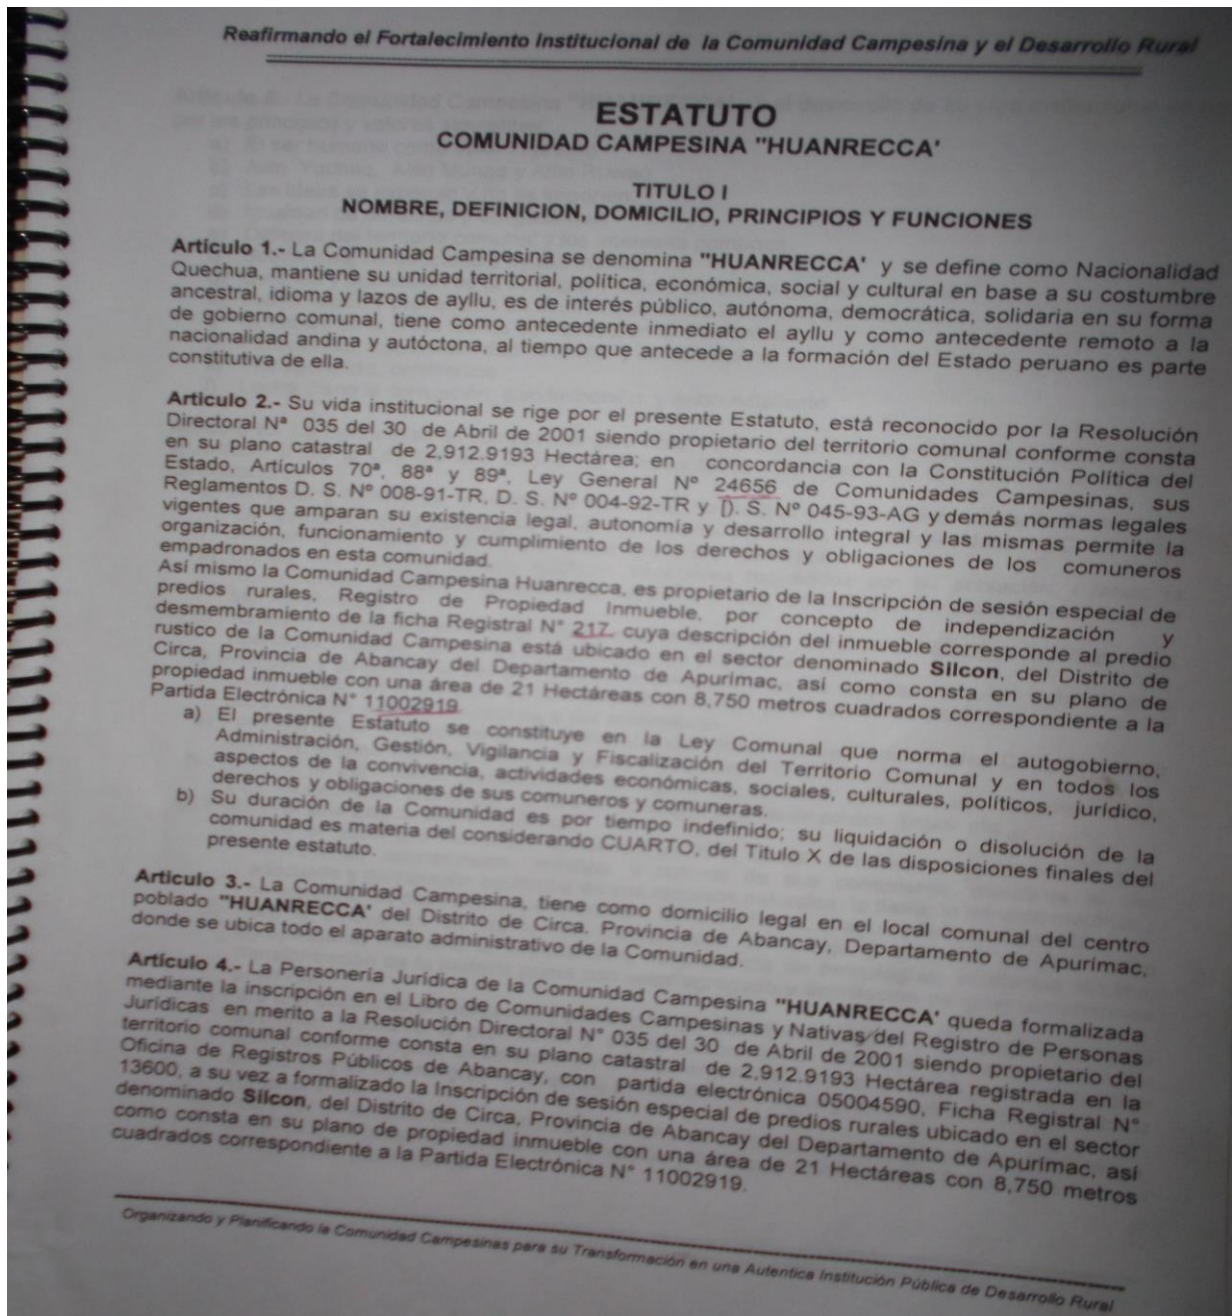 Reafirmando el Fortalecimiento Institucional de la Comunidad Campesina y el Desarrollo Rural
ESTATUTO
COMUNIDAD CAMPESINA "HUANRECCA'
TITULO I
NOMBRE, DEFINICION, DOMICILIO, PRINCIPIOS Y FUNCIONES
Artículo 1.- La Comunidad Campesina se denomina "HUANRECCA' y se define como Nacionalidad
Quechua, mantiene su unidad territorial, política, económica, social y cultural en base a su costumbre
ancestral, idioma y lazos de ayllu, es de interés público, autónoma, democrática, solidaria en su forma
de gobierno comunal, tiene como antecedente inmediato el ayllu y como antecedente remoto a la
nacionalidad andina y autóctona, al tiempo que antecede a la formación del Estado peruano es parte
constitutiva de ella.
Artículo 2.- Su vida institucional se rige por el presente Estatuto, está reconocido por la Resolución
Directoral Nª 035 del 30 de Abril de 2001 siendo propietario del territorio comunal conforme consta
en su plano catastral de 2,912.9193 Hectárea; en concordancia con la Constitución Política del
Estado, Artículos 70ª, 88ª y 89ª, Ley General Nº 24656 de Comunidades Campesinas, sus
Reglamentos D. S. Nº 008-91-TR, D. S. Nº 004-92-TR y D. S. Nº 045-93-AG y demás normas legales
vigentes que amparan su existencia legal, autonomía y desarrollo integral y las mismas permite la
organización, funcionamiento y cumplimiento de los derechos y obligaciones de los comuneros
empadronados en esta comunidad.
Así mismo la Comunidad Campesina Huanrecca, es propietario de la Inscripción de sesión especial de
predios rurales, Registro de Propiedad Inmueble, por concepto de independización y
desmembramiento de la ficha Registral N° 217, cuya descripción del inmueble corresponde al predio
rustico de la Comunidad Campesina está ubicado en el sector denominado Silcon, del Distrito de
Circa, Provincia de Abancay del Departamento de Apurímac, así como consta en su plano de
propiedad inmueble con una área de 21 Hectáreas con 8,750 metros cuadrados correspondiente a la
Partida Electrónica N° 11002919.
a) El presente Estatuto se constituye en la Ley Comunal que norma el autogobierno,
Administración, Gestión, Vigilancia y Fiscalización del Territorio Comunal y en todos los
aspectos de la convivencia, actividades económicas, sociales, culturales, políticos, jurídico,
derechos y obligaciones de sus comuneros y comuneras.
b) Su duración de la Comunidad es por tiempo indefinido; su liquidación o disolución de la
comunidad es materia del considerando CUARTO, del Titulo X de las disposiciones finales del
presente estatuto.
Artículo 3.- La Comunidad Campesina, tiene como domicilio legal en el local comunal del centro
poblado "HUANRECCA' del Distrito de Circa. Provincia de Abancay, Departamento de Apurímac,
donde se ubica todo el aparato administrativo de la Comunidad.
Artículo 4.- La Personería Jurídica de la Comunidad Campesina "HUANRECCA' queda formalizada
mediante la inscripción en el Libro de Comunidades Campesinas y Nativas del Registro de Personas
Jurídicas en merito a la Resolución Directoral N° 035 del 30 de Abril de 2001 siendo propietario del
territorio comunal conforme consta en su plano catastral de 2,912.9193 Hectárea registrada en la
Oficina de Registros Públicos de Abancay, con partida electrónica 05004590, Ficha Registral N°
13600, a su vez a formalizado la Inscripción de sesión especial de predios rurales ubicado en el sector
denominado Silcon, del Distrito de Circa, Provincia de Abancay del Departamento de Apurímac, así
como consta en su plano de propiedad inmueble con una área de 21 Hectáreas con 8,750 metros
cuadrados correspondiente a la Partida Electrónica N° 11002919.
Organizando y Planificando la Comunidad Campesinas para su Transformación en una Autentica Institución Pública de Desarrollo Rural